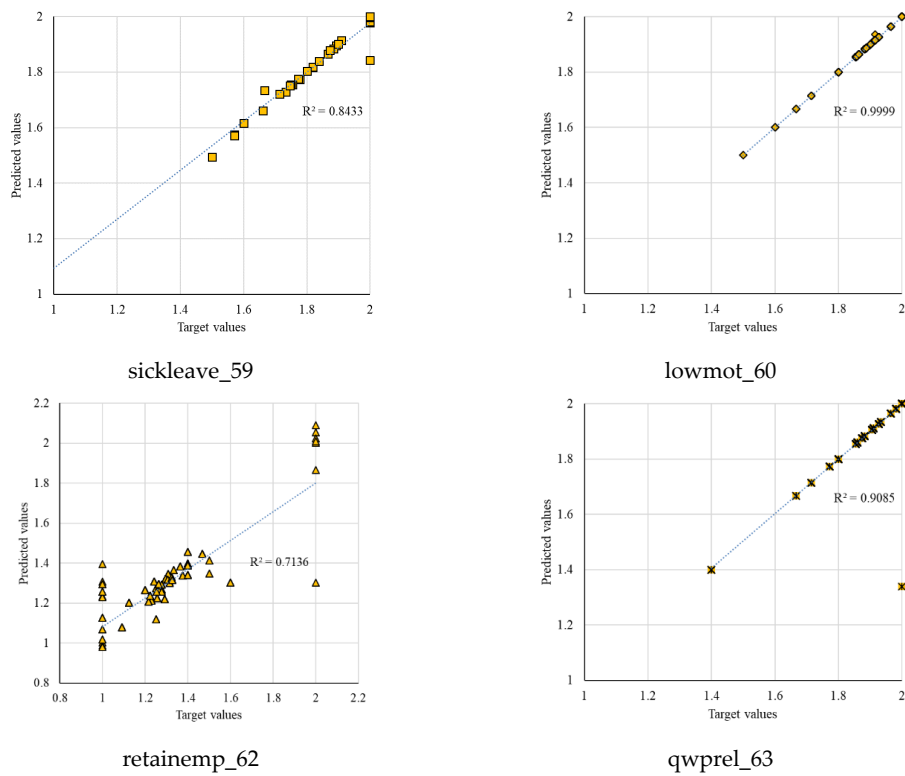 2
1.8
1.6
1.4
1.2
1
Predicted values
R² = 0.8433
1 1.2 1.4 1.6 1.8 2
Target values
sickleave_59
2
1.8
1.6
1.4
1.2
1
Predicted values
R² = 0.9999
1 1.2 1.4 1.6 1.8 2
Target values
lowmot_60
2.2
2
1.8
1.6
1.4
1.2
1
0.8
Predicted values
R² = 0.7136
0.8 1 1.2 1.4 1.6 1.8 2 2.2
Target values
retainemp_62
2
1.8
1.6
1.4
1.2
1
Predicted values
R² = 0.9085
1 1.2 1.4 1.6 1.8 2
Target values
qwprel_63